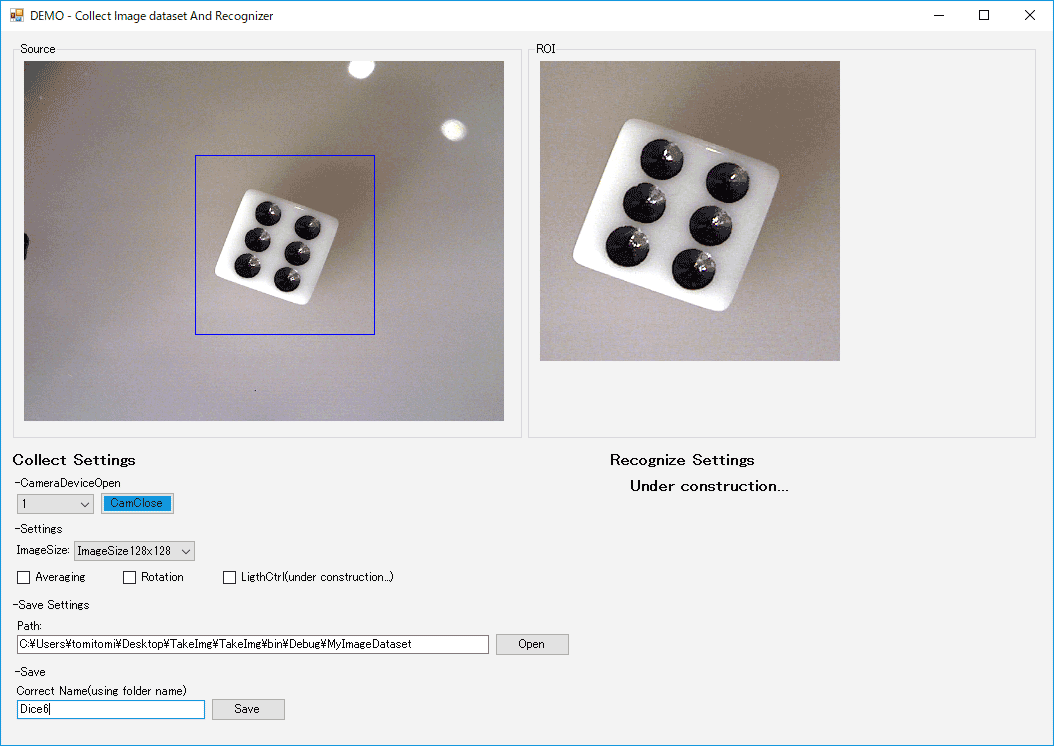 DEMO - Collect Image dataset And Recognizer
Source
ROI
Collect Settings
-CameraDeviceOpen
1
CamClose
-Settings
ImageSize: ImageSize128x128
Averaging Rotation LigthCtrl(under construction...)
-Save Settings
Path:
C:¥Users¥tomitomi¥Desktop¥TakeImg¥TakeImg¥bin¥Debug¥MyImageDataset
Open
-Save
Correct Name(using folder name)
Dice6
Save
Recognize Settings
Under construction...